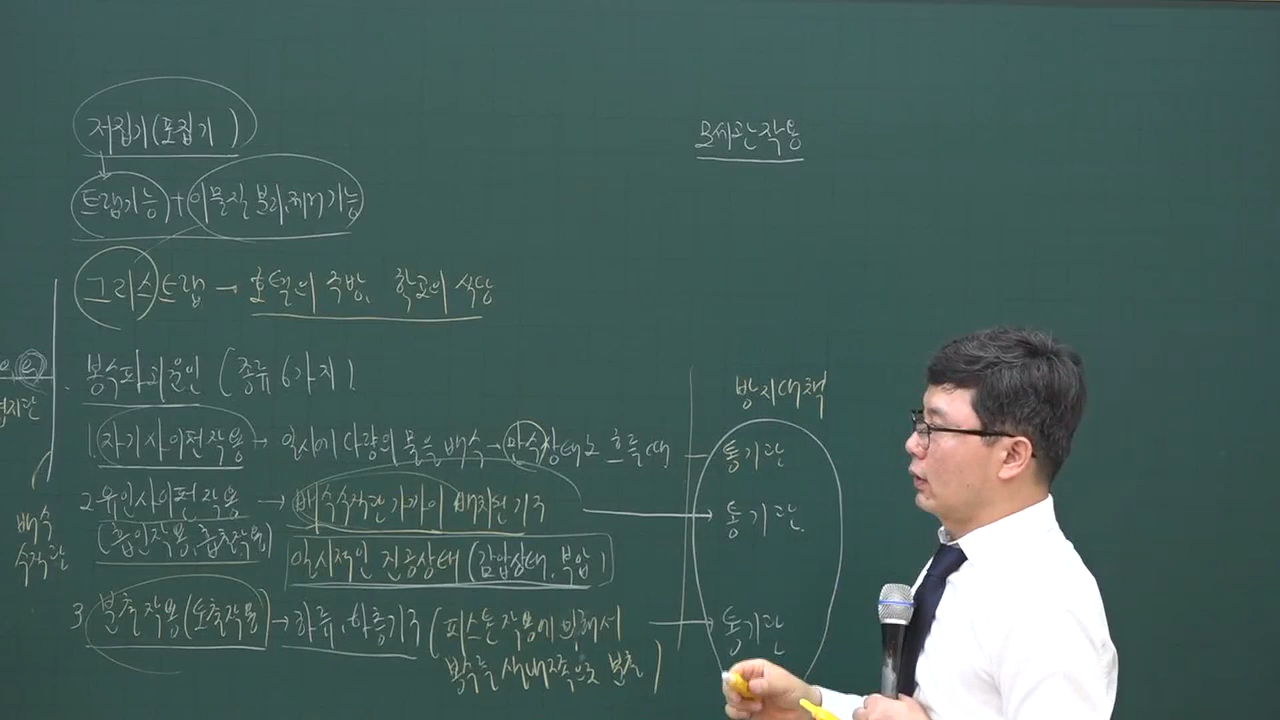 저집기(포집기)
트랩기능+이물질 분리,제거기능
그리스트랩 → 호텔의 주방, 학교의 식당
봉수파괴원인 (종류 6가지)
1.자기사이펀작용 → 일시에 다량의 물을 배수→만수상태로 흐를때
2.유인사이펀작용 → 배수수직관 가까이 배치된 기구
(흡인작용,흡출작용) 일시적인 진공상태(감압상태, 부압)
3.분출작용(토출작용)→하류,하층기구(피스톤작용에 의해서
봉수를 실내쪽으로 분출)
배수
수직관
모세관작용
방지대책
통기관
통기관
통기관